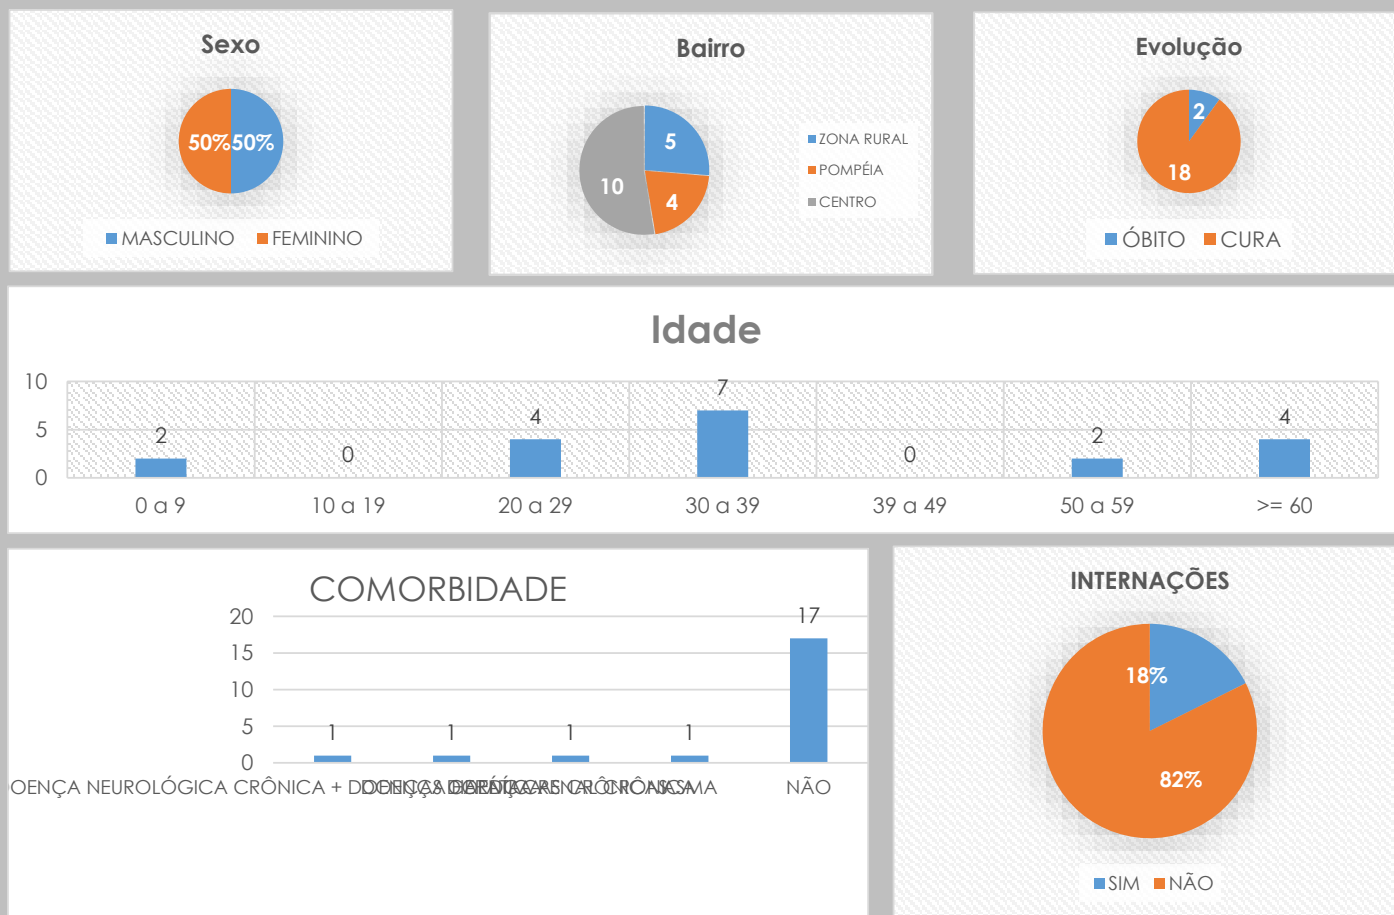 Sexo
50% 50%
MASCULINO FEMININO
Bairro
5
10
4
ZONA RURAL
POMPÉIA
CENTRO
Evolução
2
18
ÓBITO CURA
Idade
10
5
0
2 0 4 7 0 2 4
0 a 9 10 a 19 20 a 29 30 a 39 39 a 49 50 a 59 >= 60
COMORBIDADE
20
15
10
5
0
1 1 1 1 17
OENÇA NEUROLÓGICA CRÔNICA + NÃO
INTERNAÇÕES
18%
82%
SIM NÃO